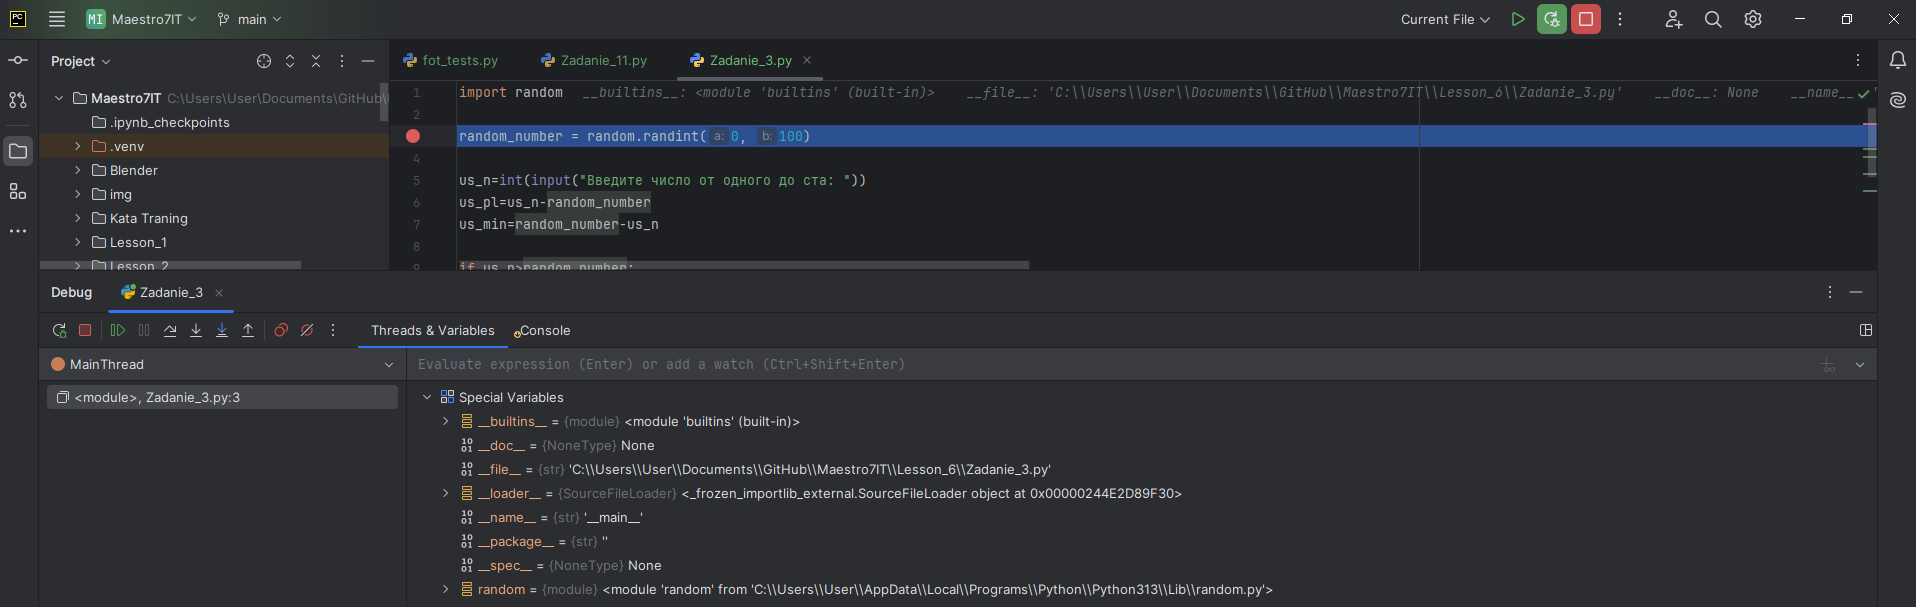 PC
MI Maestro7IT main Current File
Project
fot_tests.py Zadanie_11.py Zadanie_3.py
Maestro7IT C:\Users\User\Documents\GitHub\
.ipynb_checkpoints
.venv
Blender
img
Kata Traning
Lesson_1
Lesson_2
1 import random __builtins__: <module 'builtins' (built-in)> __file__: 'C:\\Users\\User\\Documents\\GitHub\\Maestro7IT\\Lesson_6\\Zadanie_3.py' __doc__: None __name__
2
random_number = random.randint( a: 0, b: 100)
4
5 us_n=int(input("Введите число от одного до ста: "))
6 us_pl=us_n-random_number
7 us_min=random_number-us_n
8
9 if us_n>random_number:
Debug Zadanie_3
Threads & Variables Console
MainThread
Evaluate expression (Enter) or add a watch (Ctrl+Shift+Enter)
<module>, Zadanie_3.py:3
Special Variables
__builtins__ = {module} <module 'builtins' (built-in)>
__doc__ = {NoneType} None
__file__ = {str} 'C:\\Users\\User\\Documents\\GitHub\\Maestro7IT\\Lesson_6\\Zadanie_3.py'
__loader__ = {SourceFileLoader} <_frozen_importlib_external.SourceFileLoader object at 0x00000244E2D89F30>
__name__ = {str} '__main__'
__package__ = {str} ''
__spec__ = {NoneType} None
random = {module} <module 'random' from 'C:\\Users\\User\\AppData\\Local\\Programs\\Python\\Python313\\Lib\\random.py'>